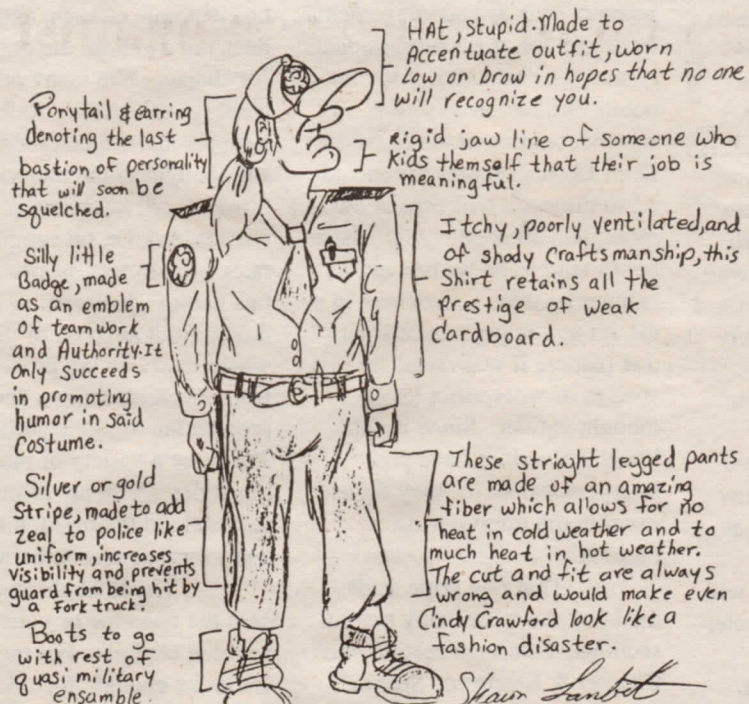 HAt, Stupid. Made to
Accentuate outfit, worn
Low on brow in hopes that no one
will recognize you.
Rigid jaw line of someone who
kids themself that their job is
meaningful.
Itchy, poorly ventilated, and
of shody craftsmanship, this
Shirt retains all the
prestige of weak
cardboard.
These strieght legged pants
are made of an amazing
fiber which allows for no
heat in cold weather and to
much heat in hot weather.
The cut and fit are always
wrong and would make even
Cindy Crawford look like a
fashion disaster.
Ponytail & earring
denoting the last
bastion of personality
that will soon be
squelched.
Silly little
Badge, made
as an emblem
of teamwork
and Authority. It
Only Succeeds
in promoting
humor in Said
Costume.
Silver or gold
Stripe, made to add
zeal to police like
uniform, increases
visibility and prevents
guard from being hit by
a Fork truck.
Boots to go
with rest of
quasi military
ensamble.
Shawn Lambert